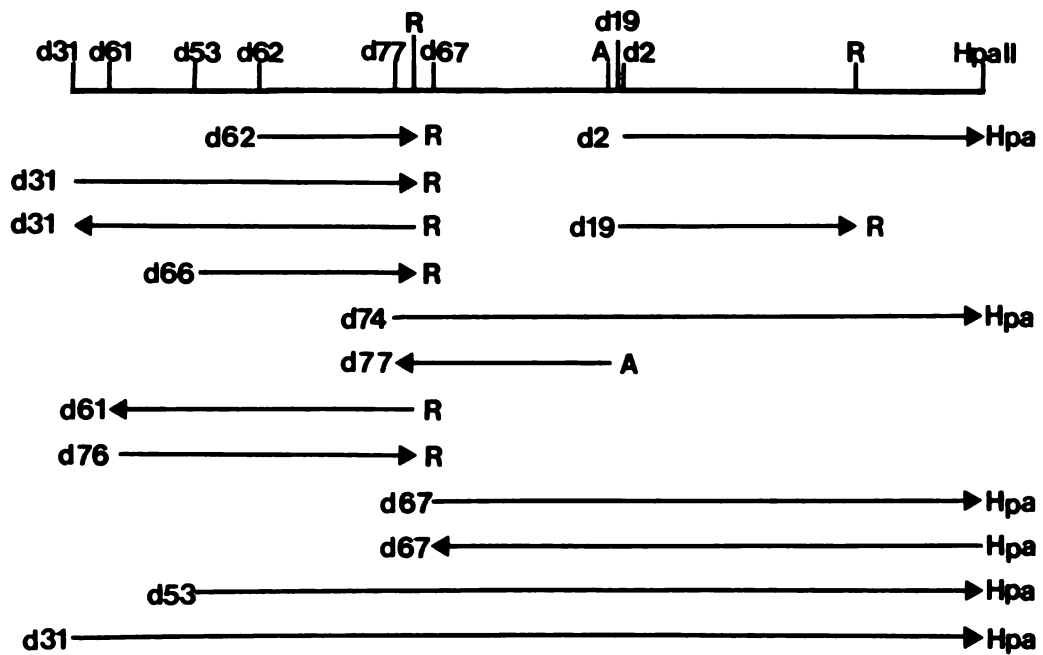 R d19
d31 d61 d53 d62 d77 d67 A d2 R HpaII
d62 R d2 Hpa
d31 R
d31 R d19 R
d66 R
d74 Hpa
d77 A
d61 R
d76 R
d67 Hpa
d67 Hpa
d53 Hpa
d31 Hpa